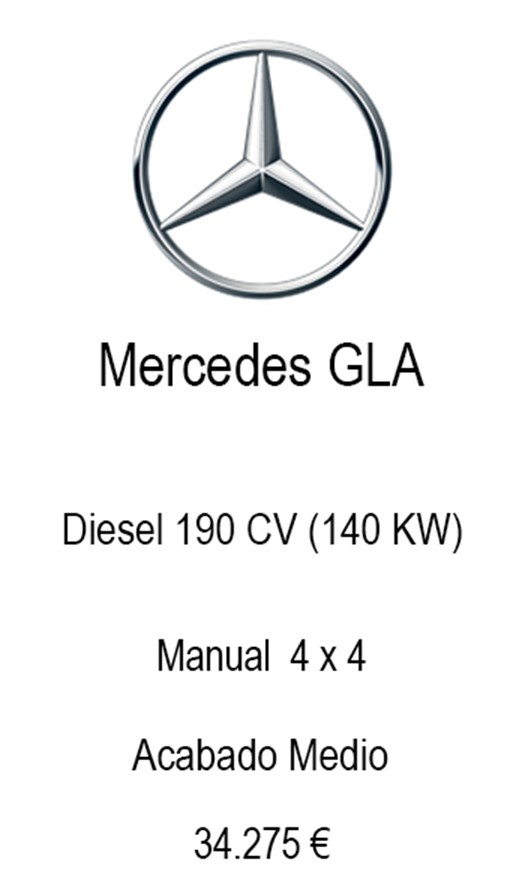 Mercedes GLA
Diesel 190 CV (140 KW)
Manual 4 x 4
Acabado Medio
34.275 €